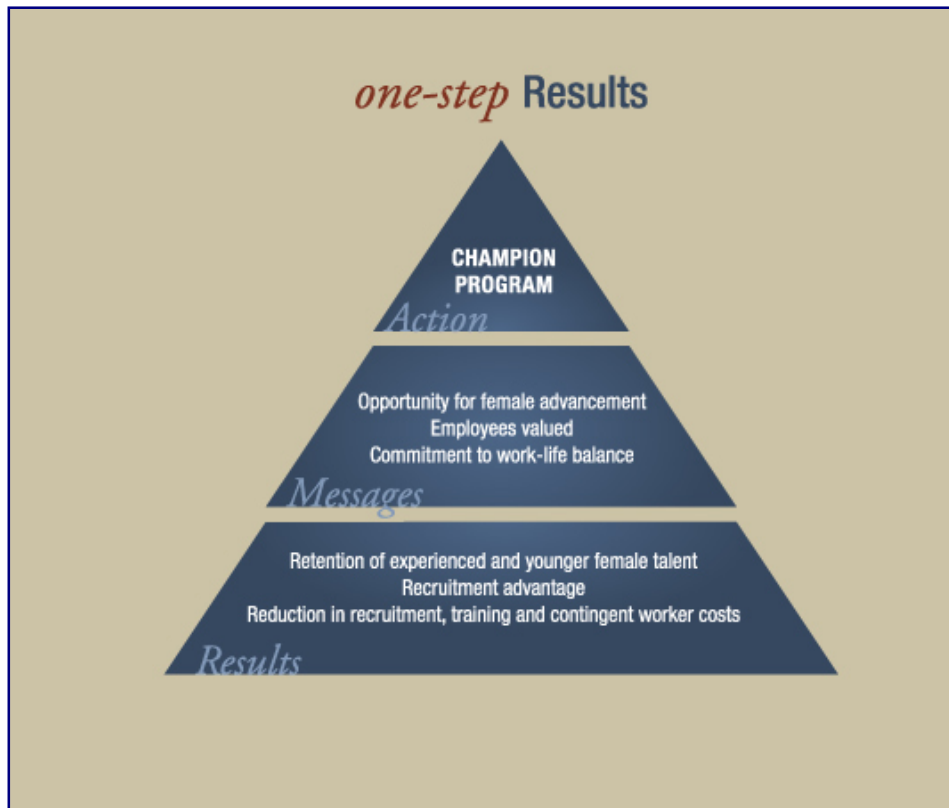 one-step Results
CHAMPION
PROGRAM
Action
Opportunity for female advancement
Employees valued
Commitment to work-life balance
Messages
Retention of experienced and younger female talent
Recruitment advantage
Reduction in recruitment, training and contingent worker costs
Results